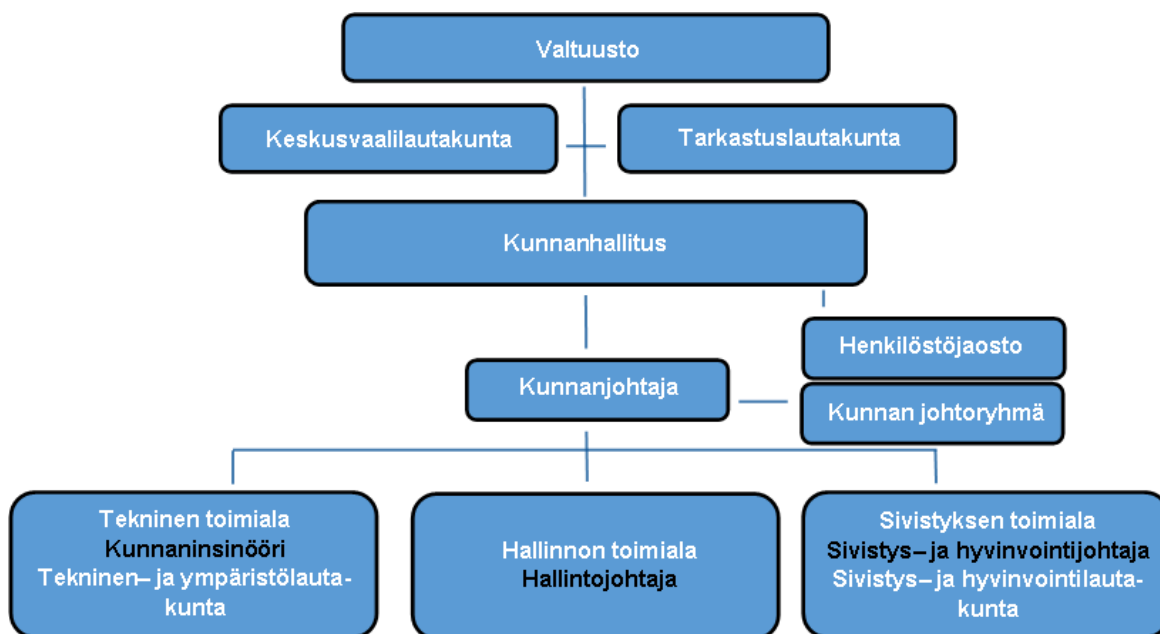 Valtuusto
Keskusvaalilautakunta
Tarkastuslautakunta
Kunnanhallitus
Henkilöstöjaosto
Kunnanjohtaja
Kunnan johtoryhmä
Tekninen toimiala
Kunnaninsinööri
Tekninen– ja ympäristölauta-
kunta
Hallinnon toimiala
Hallintojohtaja
Sivistyksen toimiala
Sivistys– ja hyvinvointijohtaja
Sivistys– ja hyvinvointilauta-
kunta